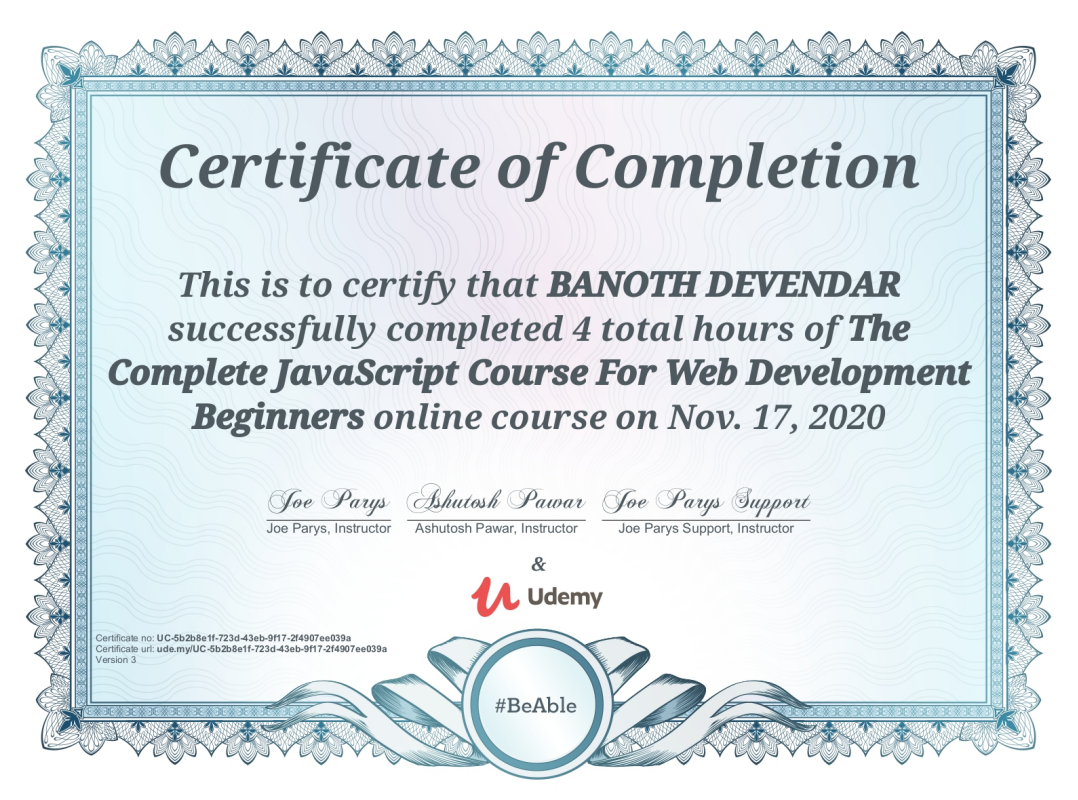 Certificate of Completion
This is to certify that BANOTH DEVENDAR
successfully completed 4 total hours of The
Complete JavaScript Course For Web Development
Beginners online course on Nov. 17, 2020
Joe Parys Ashutosh Pawar Joe Parys Support
Joe Parys, Instructor Ashutosh Pawar, Instructor Joe Parys Support, Instructor
&
Udemy
Certificate no: UC-5b2b8e1f-723d-43eb-9f17-2f4907ee039a
Certificate url: ude.my/UC-5b2b8e1f-723d-43eb-9f17-2f4907ee039a
Version 3
#BeAble